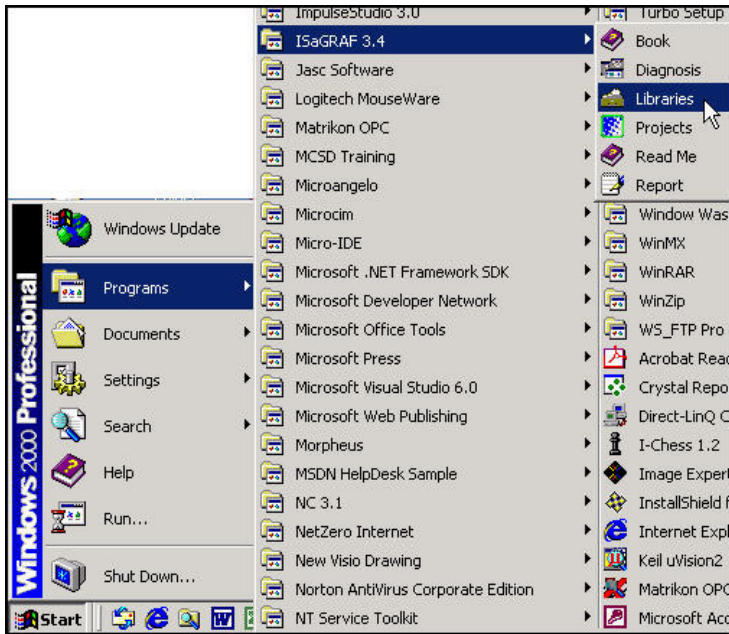 ImpulseStudio 3.0
ISaGRAF 3.4
Jasc Software
Logitech MouseWare
Matrikon OPC
MCSD Training
Microangelo
Microcim
Micro-IDE
Microsoft .NET Framework SDK
Microsoft Developer Network
Microsoft Office Tools
Microsoft Press
Microsoft Visual Studio 6.0
Microsoft Web Publishing
Morpheus
MSDN HelpDesk Sample
NC 3.1
NetZero Internet
New Visio Drawing
Norton AntiVirus Corporate Edition
NT Service Toolkit
Turbo Setup
Book
Diagnosis
Libraries
Projects
Read Me
Report
Window Was
WinMX
WinRAR
WinZip
WS_FTP Pro
Acrobat Read
Crystal Repo
Direct-LinQ C
I-Chess 1.2
Image Expert
InstallShield f
Internet Expl
Keil uVision2
Matrikon OPC
Microsoft Acc
Windows Update
Programs
Documents
Settings
Search
Help
Run...
Shut Down...
Windows 2000 Professional
Start